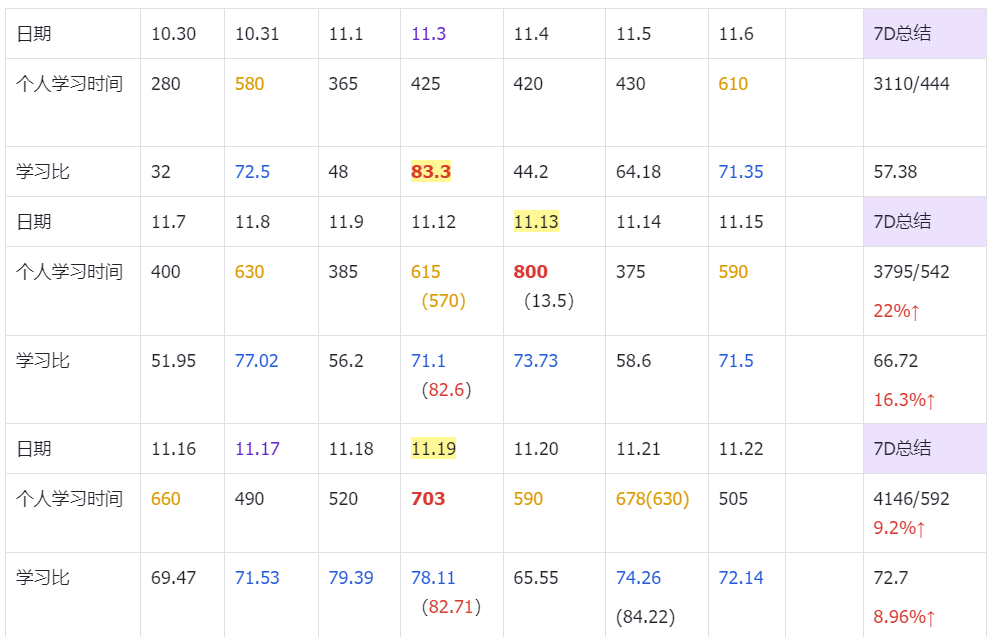 日期 10.30 10.31 11.1 11.3 11.4 11.5 11.6 7D总结
个人学习时间 280 580 365 425 420 430 610 3110/444
学习比 32 72.5 48 83.3 44.2 64.18 71.35 57.38
日期 11.7 11.8 11.9 11.12 11.13 11.14 11.15 7D总结
个人学习时间 400 630 385 615 800 375 590 3795/542
（570） （13.5） 22%↑
学习比 51.95 77.02 56.2 71.1 73.73 58.6 71.5 66.72
（82.6） 16.3%↑
日期 11.16 11.17 11.18 11.19 11.20 11.21 11.22 7D总结
个人学习时间 660 490 520 703 590 678(630) 505 4146/592
9.2%↑
学习比 69.47 71.53 79.39 78.11 65.55 74.26 72.14 72.7
（82.71） (84.22) 8.96%↑